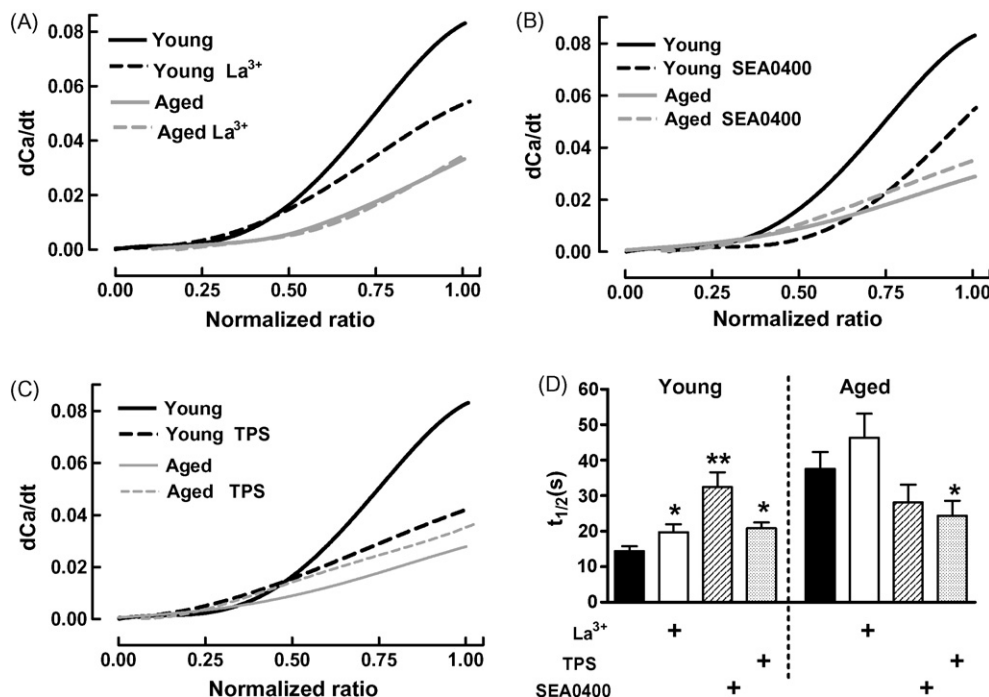 (A)
Young
Young La³⁺
Aged
Aged La³⁺
dCa/dt
0.08
0.06
0.04
0.02
0.00
0.00 0.25 0.50 0.75 1.00
Normalized ratio
(B)
Young
Young SEA0400
Aged
Aged SEA0400
dCa/dt
0.08
0.06
0.04
0.02
0.00
0.00 0.25 0.50 0.75 1.00
Normalized ratio
(C)
Young
Young TPS
Aged
Aged TPS
dCa/dt
0.08
0.06
0.04
0.02
0.00
0.00 0.25 0.50 0.75 1.00
Normalized ratio
(D)
Young Aged
t1/2(s)
60
50
40
30
20
10
0
* ** * *
La³⁺ + +
TPS + +
SEA0400 + +